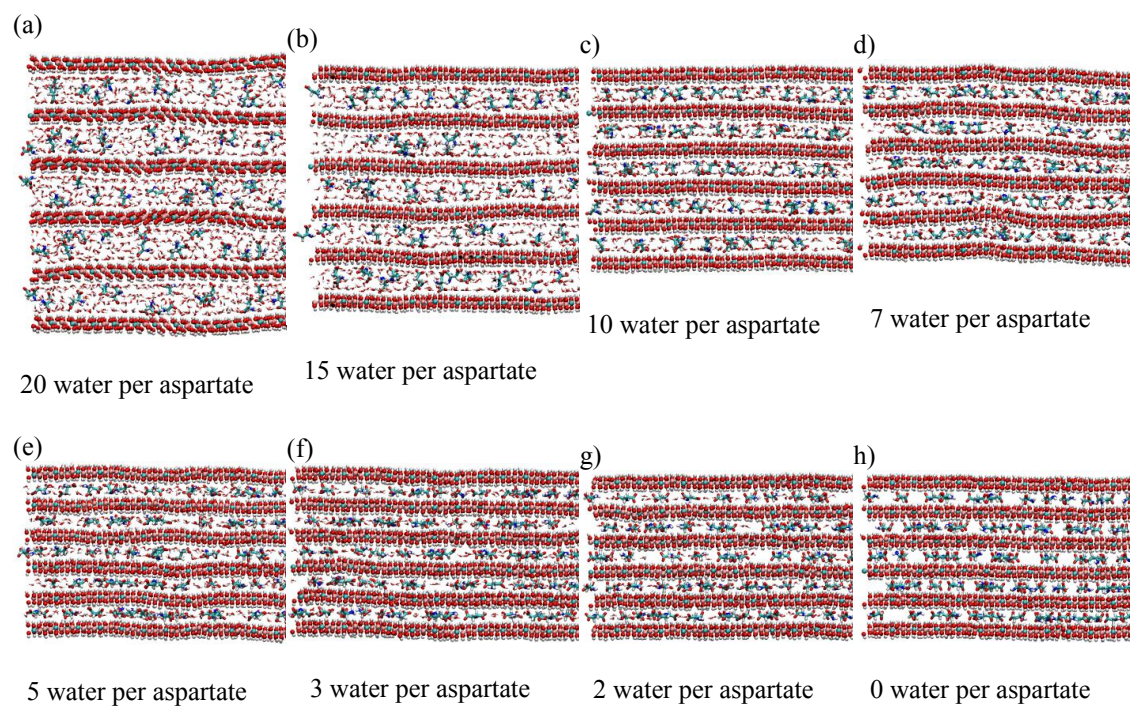 (a)
(b)
c)
d)
20 water per aspartate
15 water per aspartate
10 water per aspartate
7 water per aspartate
(e)
(f)
g)
h)
5 water per aspartate
3 water per aspartate
2 water per aspartate
0 water per aspartate